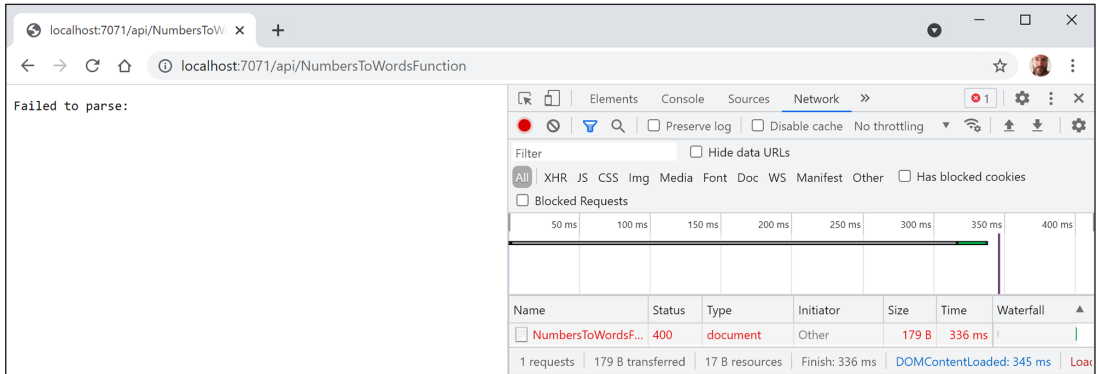 localhost:7071/api/NumbersToW
localhost:7071/api/NumbersToWordsFunction
Failed to parse:
Elements Console Sources Network 1
Preserve log Disable cache No throttling
Filter Hide data URLs
All XHR JS CSS Img Media Font Doc WS Manifest Other Has blocked cookies
Blocked Requests
50 ms 100 ms 150 ms 200 ms 250 ms 300 ms 350 ms 400 ms
Name Status Type Initiator Size Time Waterfall
NumbersToWordsF... 400 document Other 179 B 336 ms
1 requests 179 B transferred 17 B resources Finish: 336 ms DOMContentLoaded: 345 ms Loac